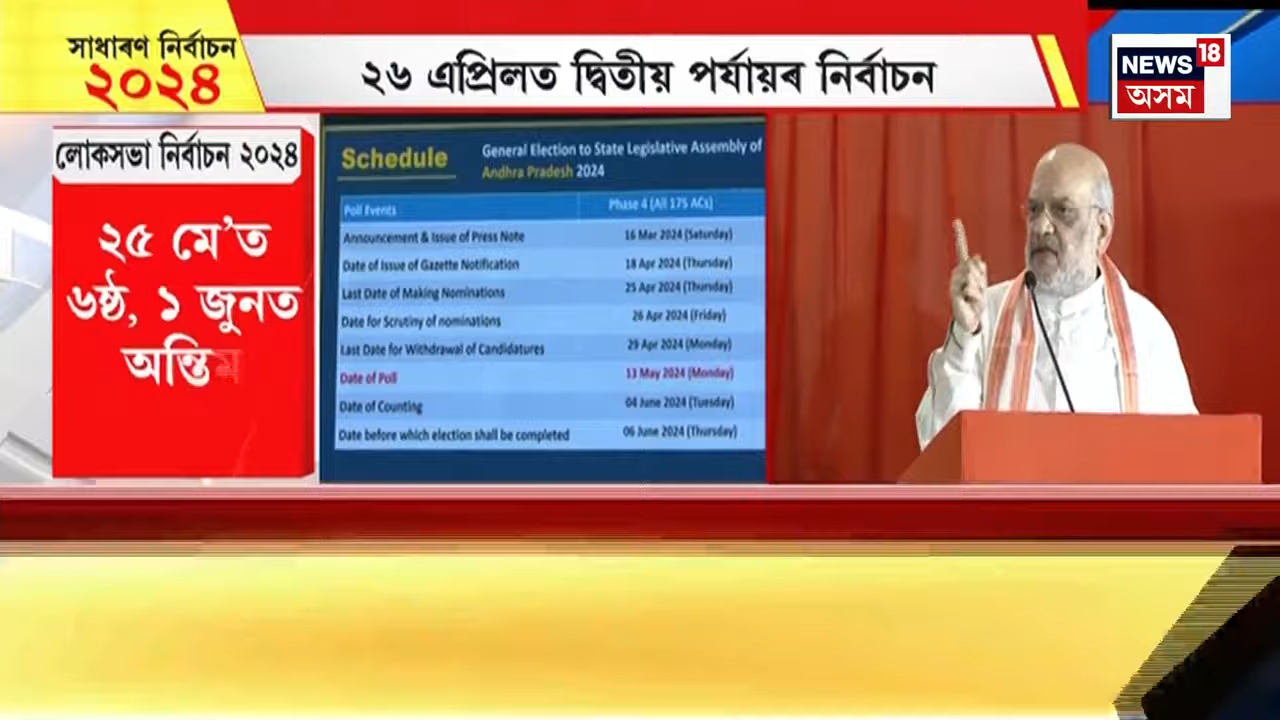 সাধাৰণ নিৰ্বাচন
২০২৪
২৬ এপ্ৰিলত দ্বিতীয় পৰ্যায়ৰ নিৰ্বাচন
NEWS 18
অসম
লোকসভা নিৰ্বাচন ২০২৪
২৫ মে'ত
৬ষ্ঠ, ১ জুনত
অন্তিম
Schedule
General Election to State Legislative Assembly of
Andhra Pradesh 2024
Poll Events Phase 4 (All 175 ACs)
Announcement & Issue of Press Note 16 Mar 2024 (Saturday)
Date of Issue of Gazette Notification 18 Apr 2024 (Thursday)
Last Date of Making Nominations 25 Apr 2024 (Thursday)
Date for Scrutiny of nominations 26 Apr 2024 (Friday)
Last Date for Withdrawal of Candidatures 29 Apr 2024 (Monday)
Date of Poll 13 May 2024 (Monday)
Date of Counting 04 June 2024 (Tuesday)
Date before which election shall be completed 06 June 2024 (Thursday)